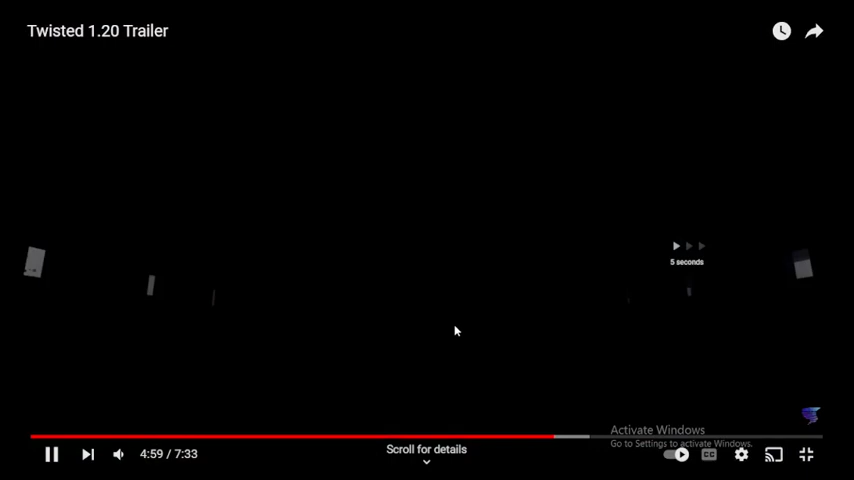 Twisted 1.20 Trailer
5 seconds
Activate Windows
Go to Settings to activate Windows.
Scroll for details
4:59 / 7:33
CC